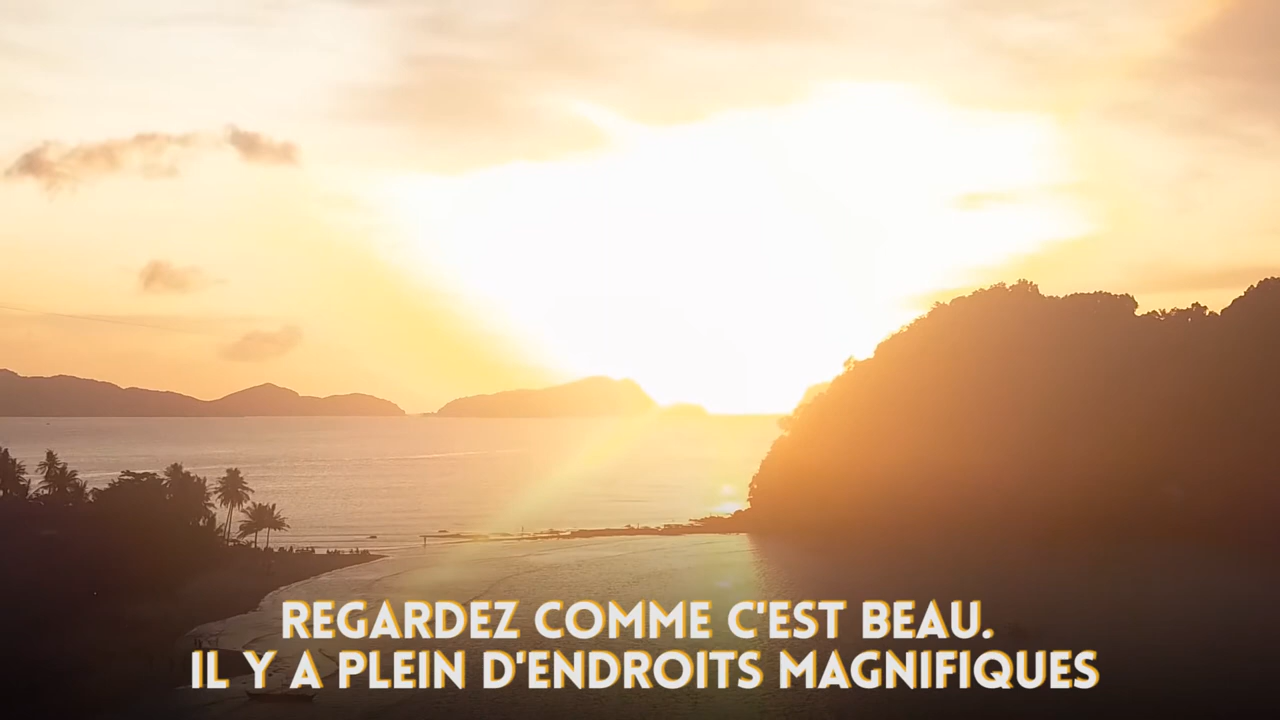 REGARDEZ COMME C'EST BEAU.
IL Y A PLEIN D'ENDROITS MAGNIFIQUES